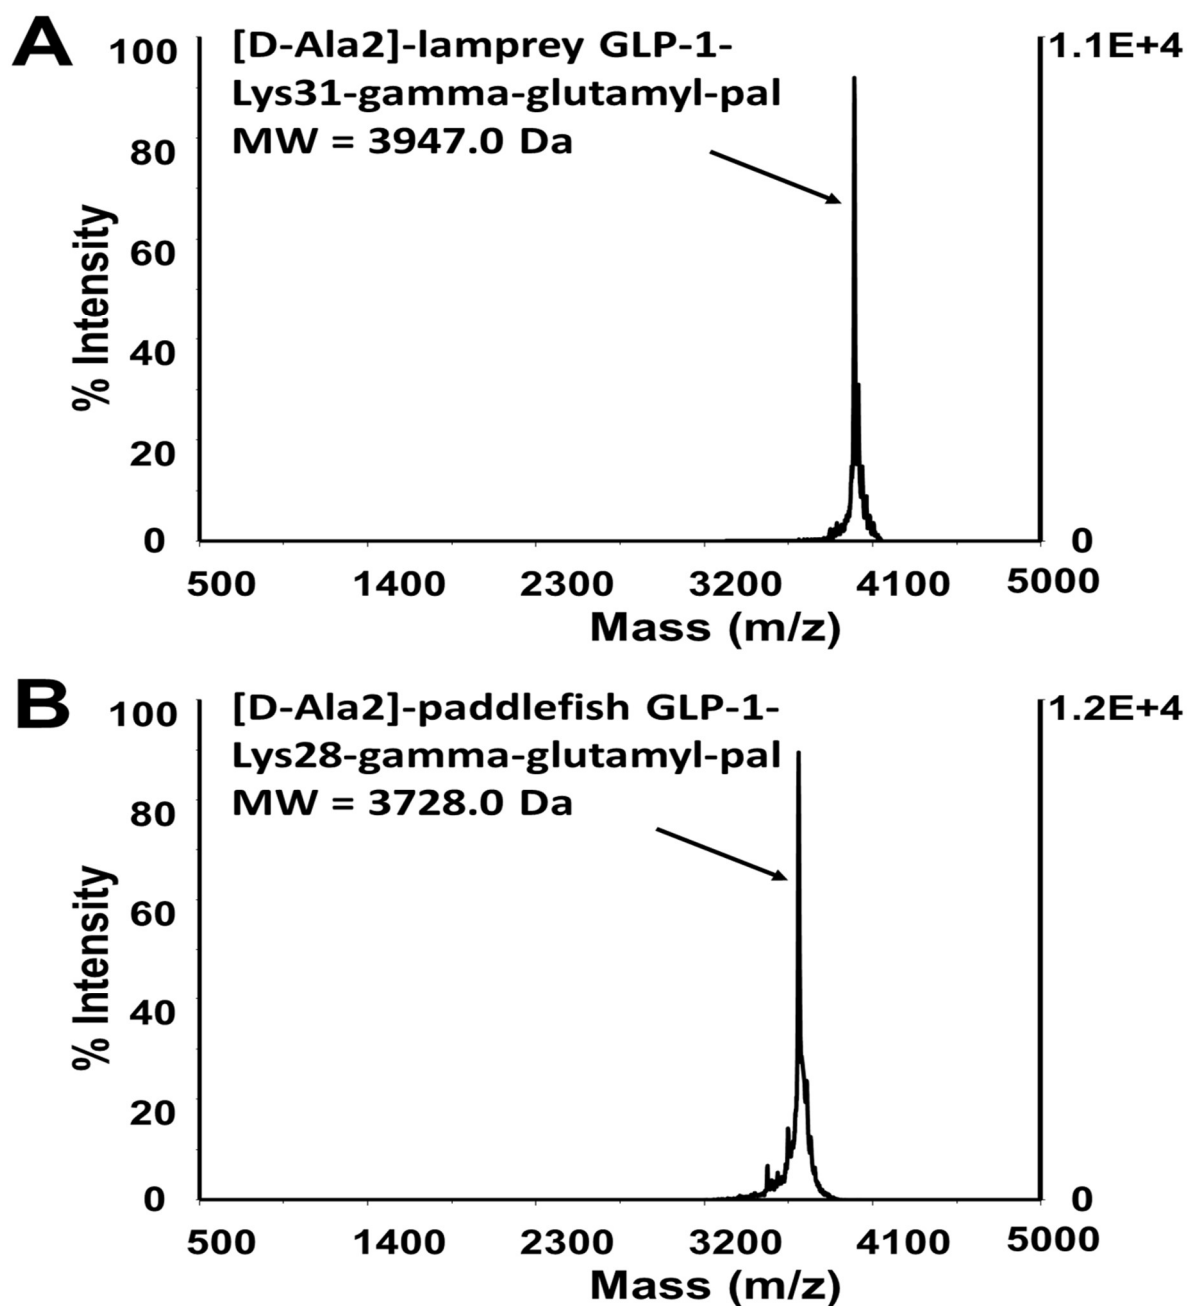 A
[D-Ala2]-lamprey GLP-1-
Lys31-gamma-glutamyl-pal
MW = 3947.0 Da
1.1E+4
100
80
60
40
20
0
0
% Intensity
500 1400 2300 3200 4100 5000
Mass (m/z)
B
[D-Ala2]-paddlefish GLP-1-
Lys28-gamma-glutamyl-pal
MW = 3728.0 Da
1.2E+4
100
80
60
40
20
0
0
% Intensity
500 1400 2300 3200 4100 5000
Mass (m/z)